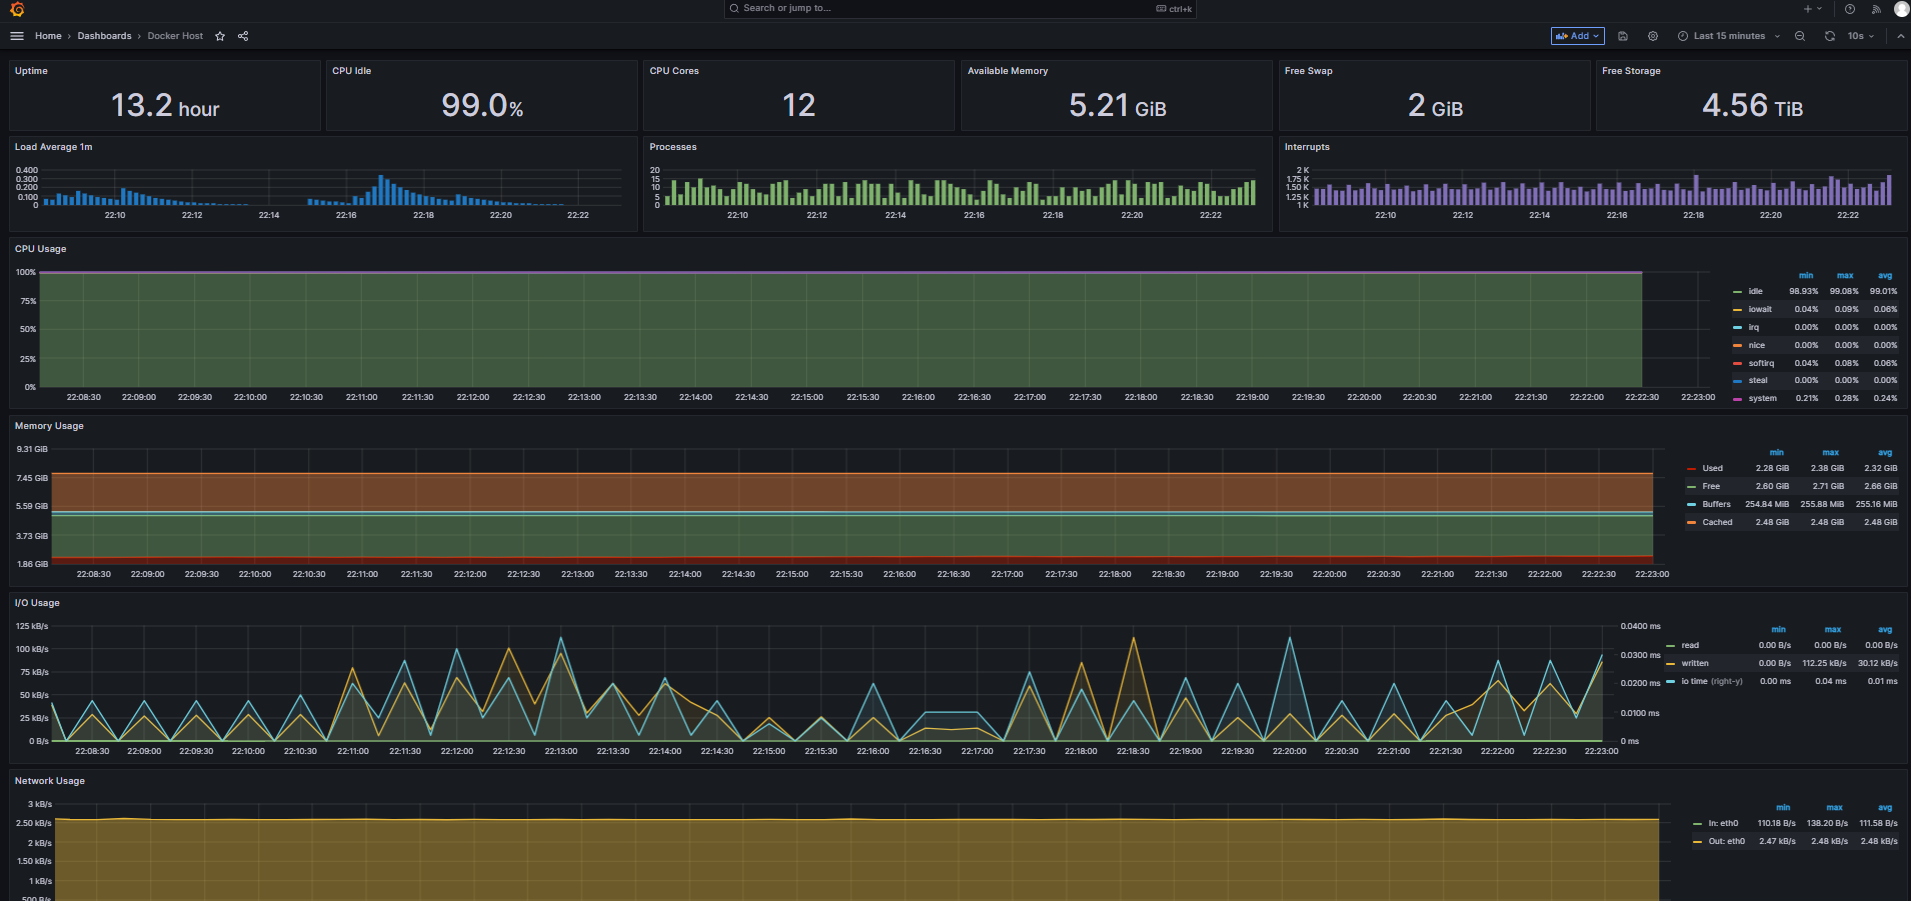 Search or jump to... ctrl+k
Home › Dashboards › Docker Host Add Last 15 minutes 10s
Uptime CPU Idle CPU Cores Available Memory Free Swap Free Storage
13.2 hour 99.0% 12 5.21 GiB 2 GiB 4.56 TiB
Load Average 1m
0.400
0.300
0.200
0.100
0
22:10 22:12 22:14 22:16 22:18 22:20 22:22
Processes
20
15
10
5
0
22:10 22:12 22:14 22:16 22:18 22:20 22:22
Interrupts
2 K
1.75 K
1.50 K
1.25 K
1 K
22:10 22:12 22:14 22:16 22:18 22:20 22:22
CPU Usage
100%
75%
50%
25%
0%
22:08:30 22:09:00 22:09:30 22:10:00 22:10:30 22:11:00 22:11:30 22:12:00 22:12:30 22:13:00 22:13:30 22:14:00 22:14:30 22:15:00 22:15:30 22:16:00 22:16:30 22:17:00 22:17:30 22:18:00 22:18:30 22:19:00 22:19:30 22:20:00 22:20:30 22:21:00 22:21:30 22:22:00 22:22:30 22:23:00
min max avg
idle 98.93% 99.08% 99.01%
iowait 0.04% 0.09% 0.06%
irq 0.00% 0.00% 0.00%
nice 0.00% 0.00% 0.00%
softirq 0.04% 0.08% 0.06%
steal 0.00% 0.00% 0.00%
system 0.21% 0.28% 0.24%
Memory Usage
9.31 GiB
7.45 GiB
5.59 GiB
3.73 GiB
1.86 GiB
22:08:30 22:09:00 22:09:30 22:10:00 22:10:30 22:11:00 22:11:30 22:12:00 22:12:30 22:13:00 22:13:30 22:14:00 22:14:30 22:15:00 22:15:30 22:16:00 22:16:30 22:17:00 22:17:30 22:18:00 22:18:30 22:19:00 22:19:30 22:20:00 22:20:30 22:21:00 22:21:30 22:22:00 22:22:30 22:23:00
min max avg
Used 2.28 GiB 2.38 GiB 2.32 GiB
Free 2.60 GiB 2.71 GiB 2.66 GiB
Buffers 254.84 MiB 255.88 MiB 255.16 MiB
Cached 2.48 GiB 2.48 GiB 2.48 GiB
I/O Usage
125 kB/s
100 kB/s
75 kB/s
50 kB/s
25 kB/s
0 B/s
0.0400 ms
0.0300 ms
0.0200 ms
0.0100 ms
0 ms
22:08:30 22:09:00 22:09:30 22:10:00 22:10:30 22:11:00 22:11:30 22:12:00 22:12:30 22:13:00 22:13:30 22:14:00 22:14:30 22:15:00 22:15:30 22:16:00 22:16:30 22:17:00 22:17:30 22:18:00 22:18:30 22:19:00 22:19:30 22:20:00 22:20:30 22:21:00 22:21:30 22:22:00 22:22:30 22:23:00
min max avg
read 0.00 B/s 0.00 B/s 0.00 B/s
written 0.00 B/s 112.25 kB/s 30.12 kB/s
io time (right-y) 0.00 ms 0.04 ms 0.01 ms
Network Usage
3 kB/s
2.50 kB/s
2 kB/s
1.50 kB/s
1 kB/s
500 B/s
min max avg
In: eth0 110.18 B/s 138.20 B/s 111.58 B/s
Out: eth0 2.47 kB/s 2.48 kB/s 2.48 kB/s